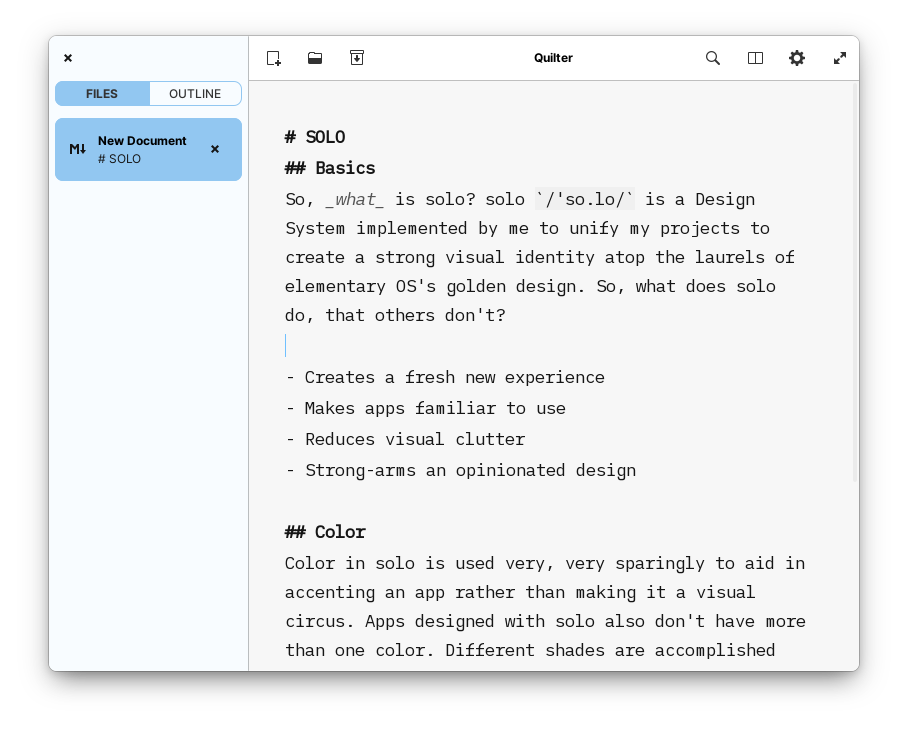 Quilter
FILES
OUTLINE
M↓
New Document
# SOLO
# SOLO
## Basics
So, _what_ is solo? solo `/'so.lo/` is a Design
System implemented by me to unify my projects to
create a strong visual identity atop the laurels of
elementary OS's golden design. So, what does solo
do, that others don't?
- Creates a fresh new experience
- Makes apps familiar to use
- Reduces visual clutter
- Strong-arms an opinionated design
## Color
Color in solo is used very, very sparingly to aid in
accenting an app rather than making it a visual
circus. Apps designed with solo also don't have more
than one color. Different shades are accomplished